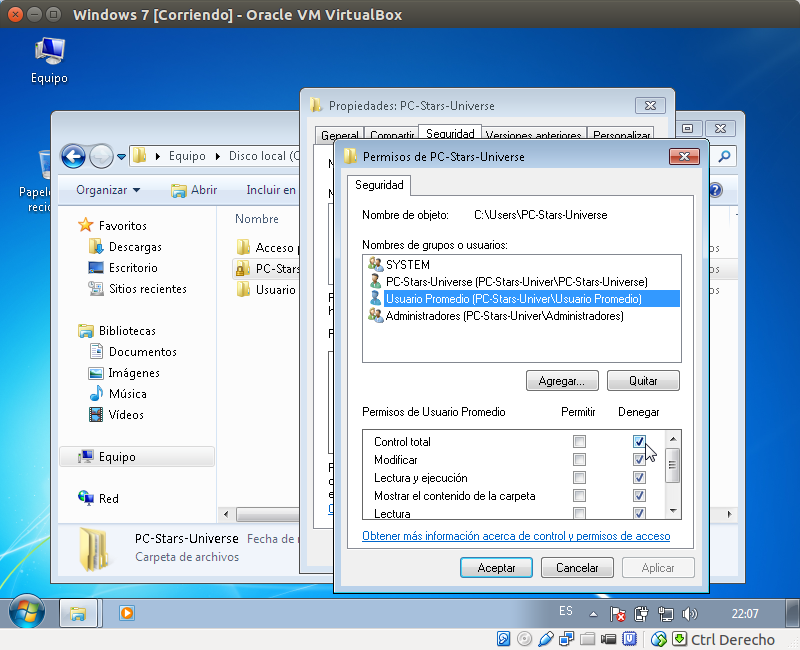 Windows 7 [Corriendo] - Oracle VM VirtualBox
Equipo
Propiedades: PC-Stars-Universe
General
Compartir
Seguridad
Versiones anteriores
Personalizar
Equipo
Disco local (C
Permisos de PC-Stars-Universe
Organizar
Abrir
Incluir en
Seguridad
Nombre
Favoritos
Descargas
Escritorio
Sitios recientes
Bibliotecas
Documentos
Imágenes
Música
Vídeos
Equipo
Red
Acceso
PC-Stars
Usuario
Nombre de objeto: C:\Users\PC-Stars-Universe
Nombres de grupos o usuarios:
SYSTEM
PC-Stars-Universe (PC-Stars-Univer\PC-Stars-Universe)
Usuario Promedio (PC-Stars-Univer\Usuario Promedio)
Administradores (PC-Stars-Univer\Administradores)
Agregar...
Quitar
Permisos de Usuario Promedio Permitir Denegar
Control total
Modificar
Lectura y ejecución
Mostrar el contenido de la carpeta
Lectura
Obtener más información acerca de control y permisos de acceso
Aceptar
Cancelar
Aplicar
PC-Stars-Universe Fecha de
Carpeta de archivos
ES
22:07
Ctrl Derecho